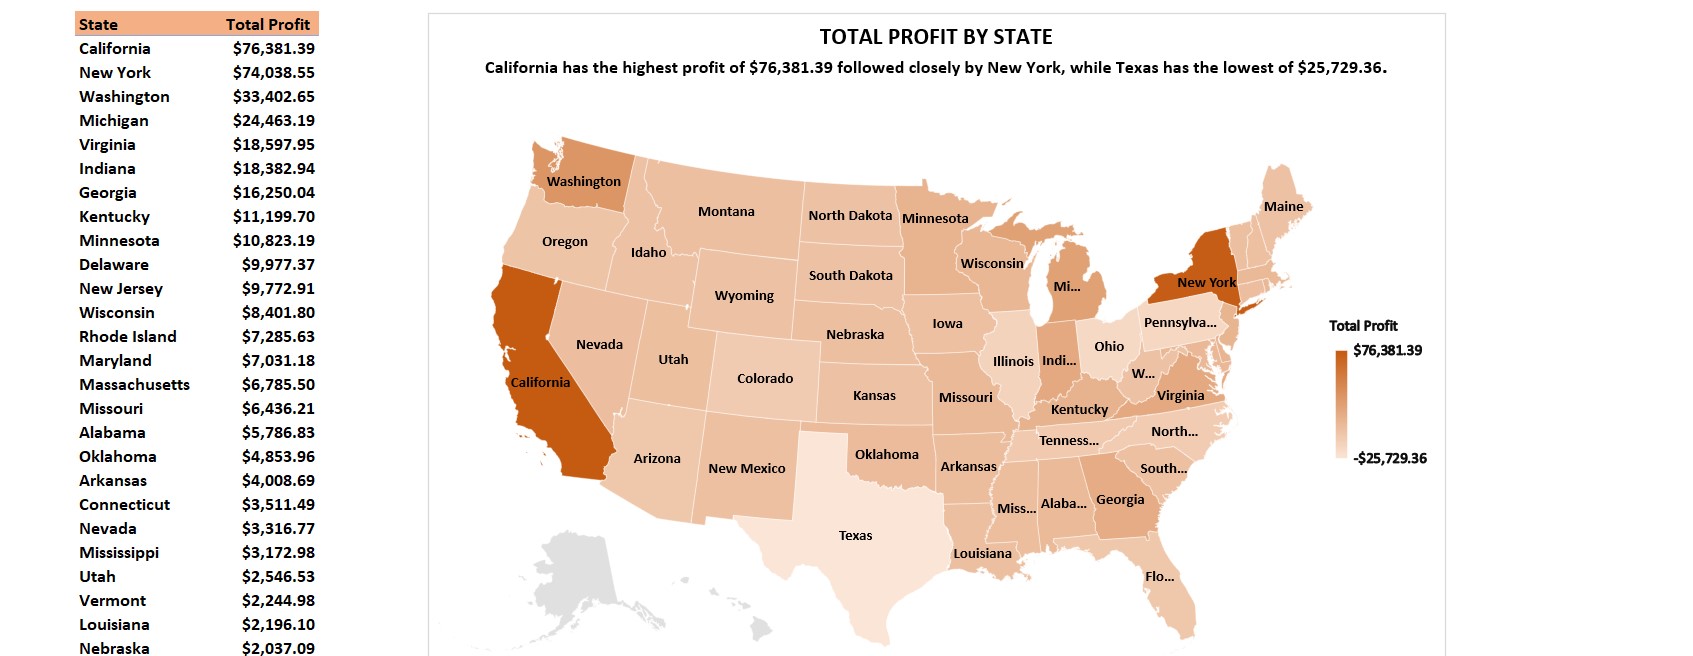 State Total Profit
California $76,381.39
New York $74,038.55
Washington $33,402.65
Michigan $24,463.19
Virginia $18,597.95
Indiana $18,382.94
Georgia $16,250.04
Kentucky $11,199.70
Minnesota $10,823.19
Delaware $9,977.37
New Jersey $9,772.91
Wisconsin $8,401.80
Rhode Island $7,285.63
Maryland $7,031.18
Massachusetts $6,785.50
Missouri $6,436.21
Alabama $5,786.83
Oklahoma $4,853.96
Arkansas $4,008.69
Connecticut $3,511.49
Nevada $3,316.77
Mississippi $3,172.98
Utah $2,546.53
Vermont $2,244.98
Louisiana $2,196.10
Nebraska $2,037.09
TOTAL PROFIT BY STATE
California has the highest profit of $76,381.39 followed closely by New York, while Texas has the lowest of $25,729.36.
Washington
Montana
North Dakota
Minnesota
Maine
Oregon
Idaho
Wisconsin
South Dakota
Wyoming
Mi...
New York
Iowa
Pennsylva...
Nebraska
Nevada
Utah
Ohio
Illinois
Indi...
Colorado
W...
California
Kansas
Missouri
Virginia
Kentucky
North...
Tenness...
Arizona
New Mexico
Oklahoma
Arkansas
South...
Miss...
Alaba...
Georgia
Texas
Louisiana
Flo...
Total Profit
$76,381.39
-$25,729.36